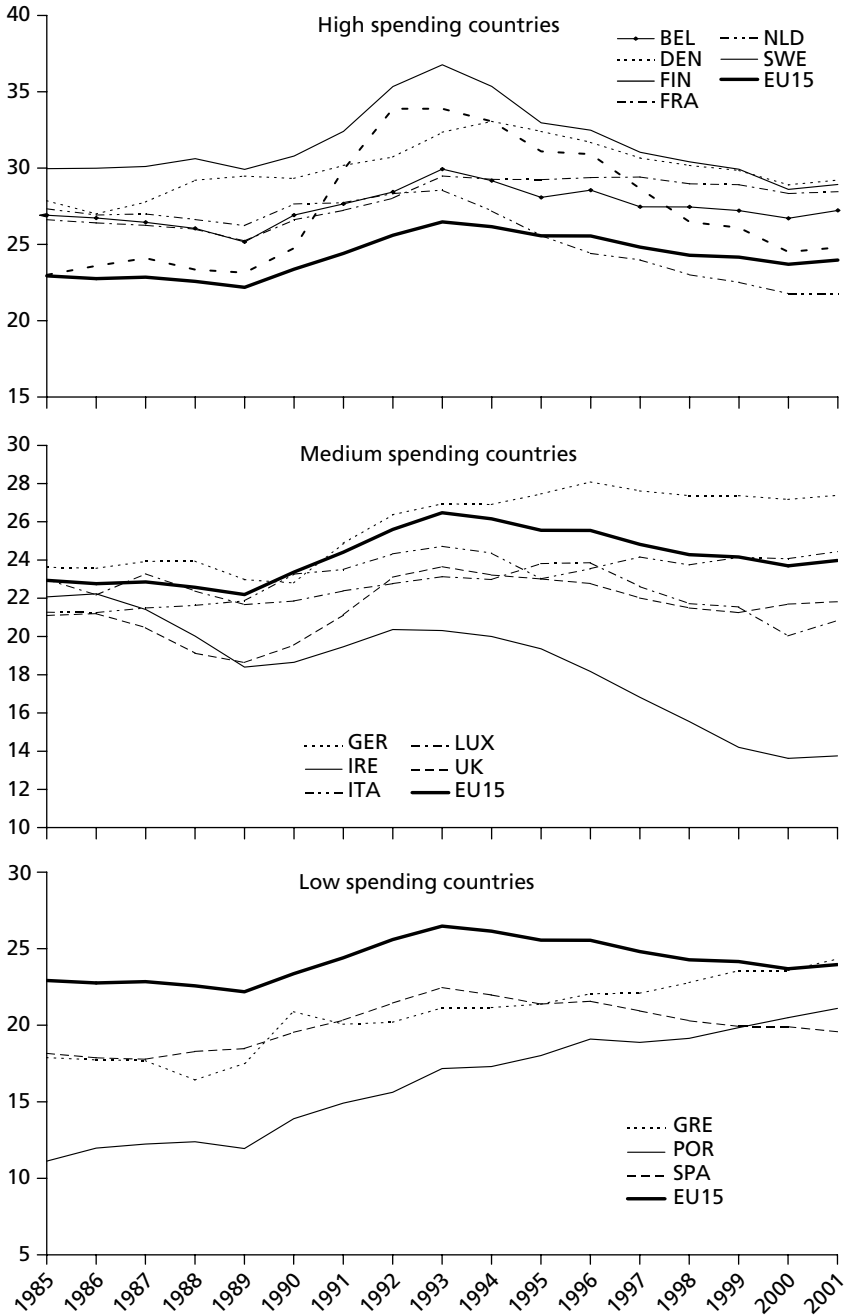 High spending countries
40
35
30
25
20
15
BEL
DEN
FIN
FRA
NLD
SWE
EU15
Medium spending countries
30
28
26
24
22
20
18
16
14
12
10
GER
IRE
ITA
LUX
UK
EU15
Low spending countries
30
25
20
15
10
5
GRE
POR
SPA
EU15
1985
1986
1987
1988
1989
1990
1991
1992
1993
1994
1995
1996
1997
1998
1999
2000
2001